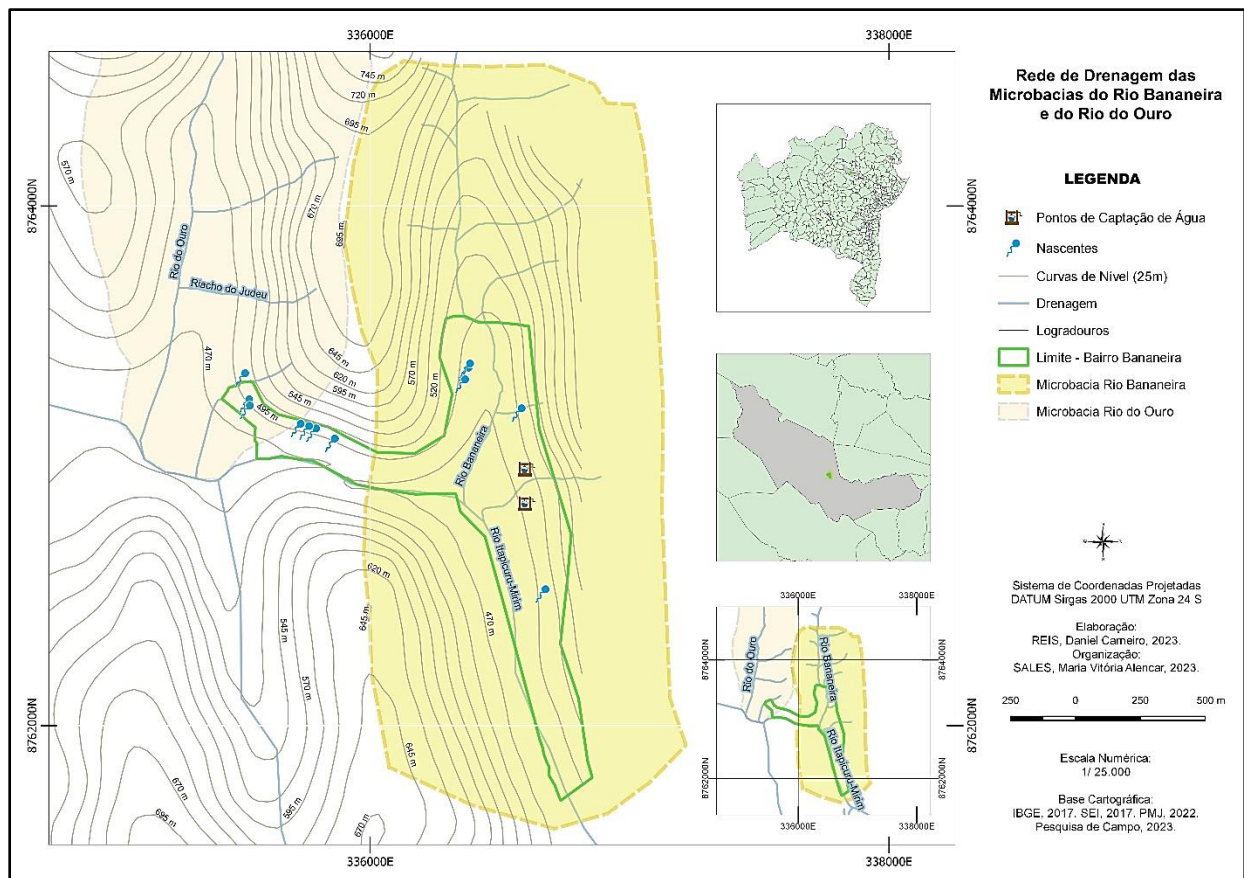 336000E
338000E
8764000N
8762000N
745 m
720 m
695 m
570 m
670 m
695 m
Rio do Ouro
Riacho do Judeu
470 m
645 m
620 m
595 m
545 m
495 m
570 m
520 m
Rio Bananeira
Rio Itapicuru-Mirim
620 m
645 m
545 m
470 m
570 m
645 m
670 m
695 m
595 m
670 m
336000E
338000E
8764000N
8762000N
336000E
338000E
8764000N
8762000N
Rio do Ouro
Rio Bananeira
Rio Itapicuru-Mirim
336000E
338000E
8764000N
8762000N
Rede de Drenagem das
Microbacias do Rio Bananeira
e do Rio do Ouro
LEGENDA
Pontos de Captação de Água
Nascentes
Curvas de Nível (25m)
Drenagem
Logradouros
Limite - Bairro Bananeira
Microbacia Rio Bananeira
Microbacia Rio do Ouro
Sistema de Coordenadas Projetadas
DATUM Sirgas 2000 UTM Zona 24 S
Elaboração:
REIS, Daniel Carneiro, 2023.
Organização:
SALES, Maria Vitória Alencar, 2023.
250 0 250 500 m
Escala Numérica:
1/ 25.000
Base Cartográfica:
IBGE, 2017. SEI, 2017. PMJ, 2022.
Pesquisa de Campo, 2023.